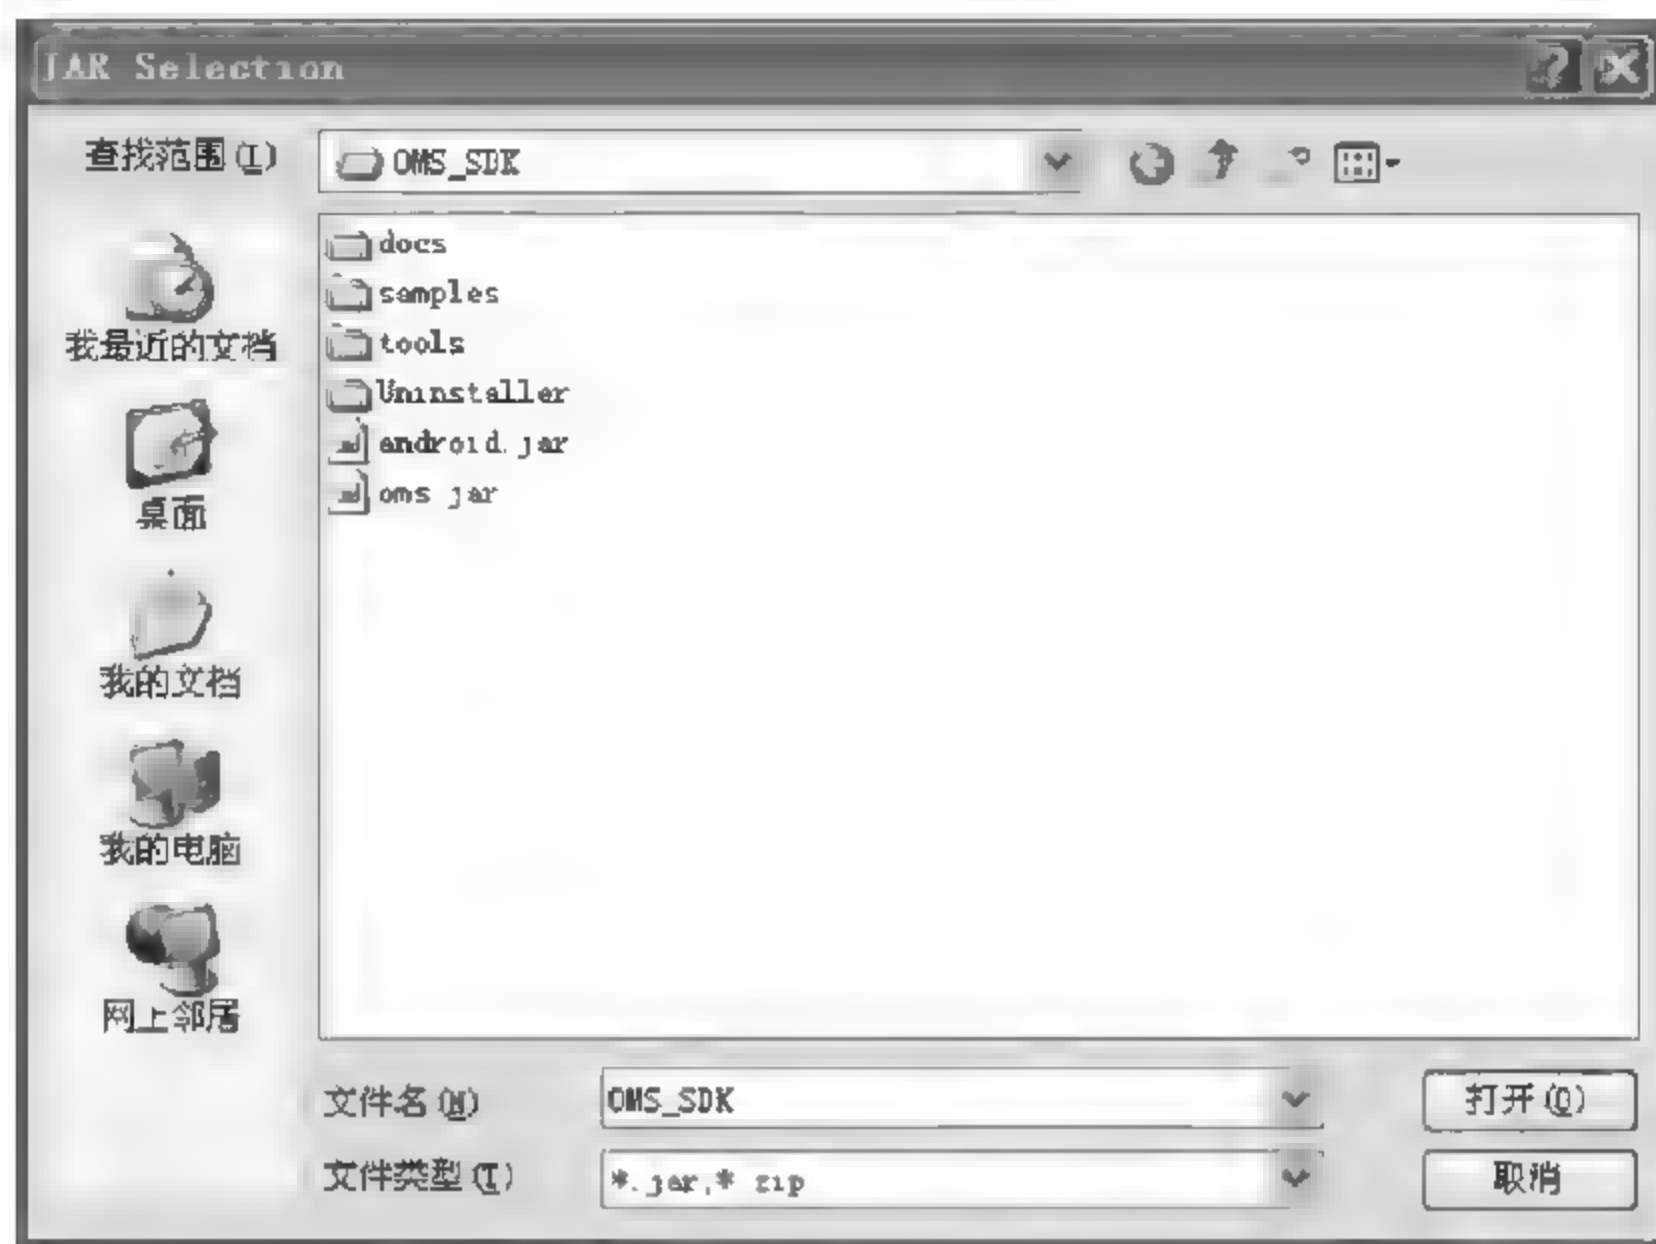 JAR Selection
查找范围(I)
OMS_SDK
docs
samples
tools
Uninstaller
android.jar
oms.jar
我最近的文档
桌面
我的文档
我的电脑
网上邻居
文件名(N)
OMS_SDK
打开(O)
文件类型(T)
*.jar;*.zip
取消